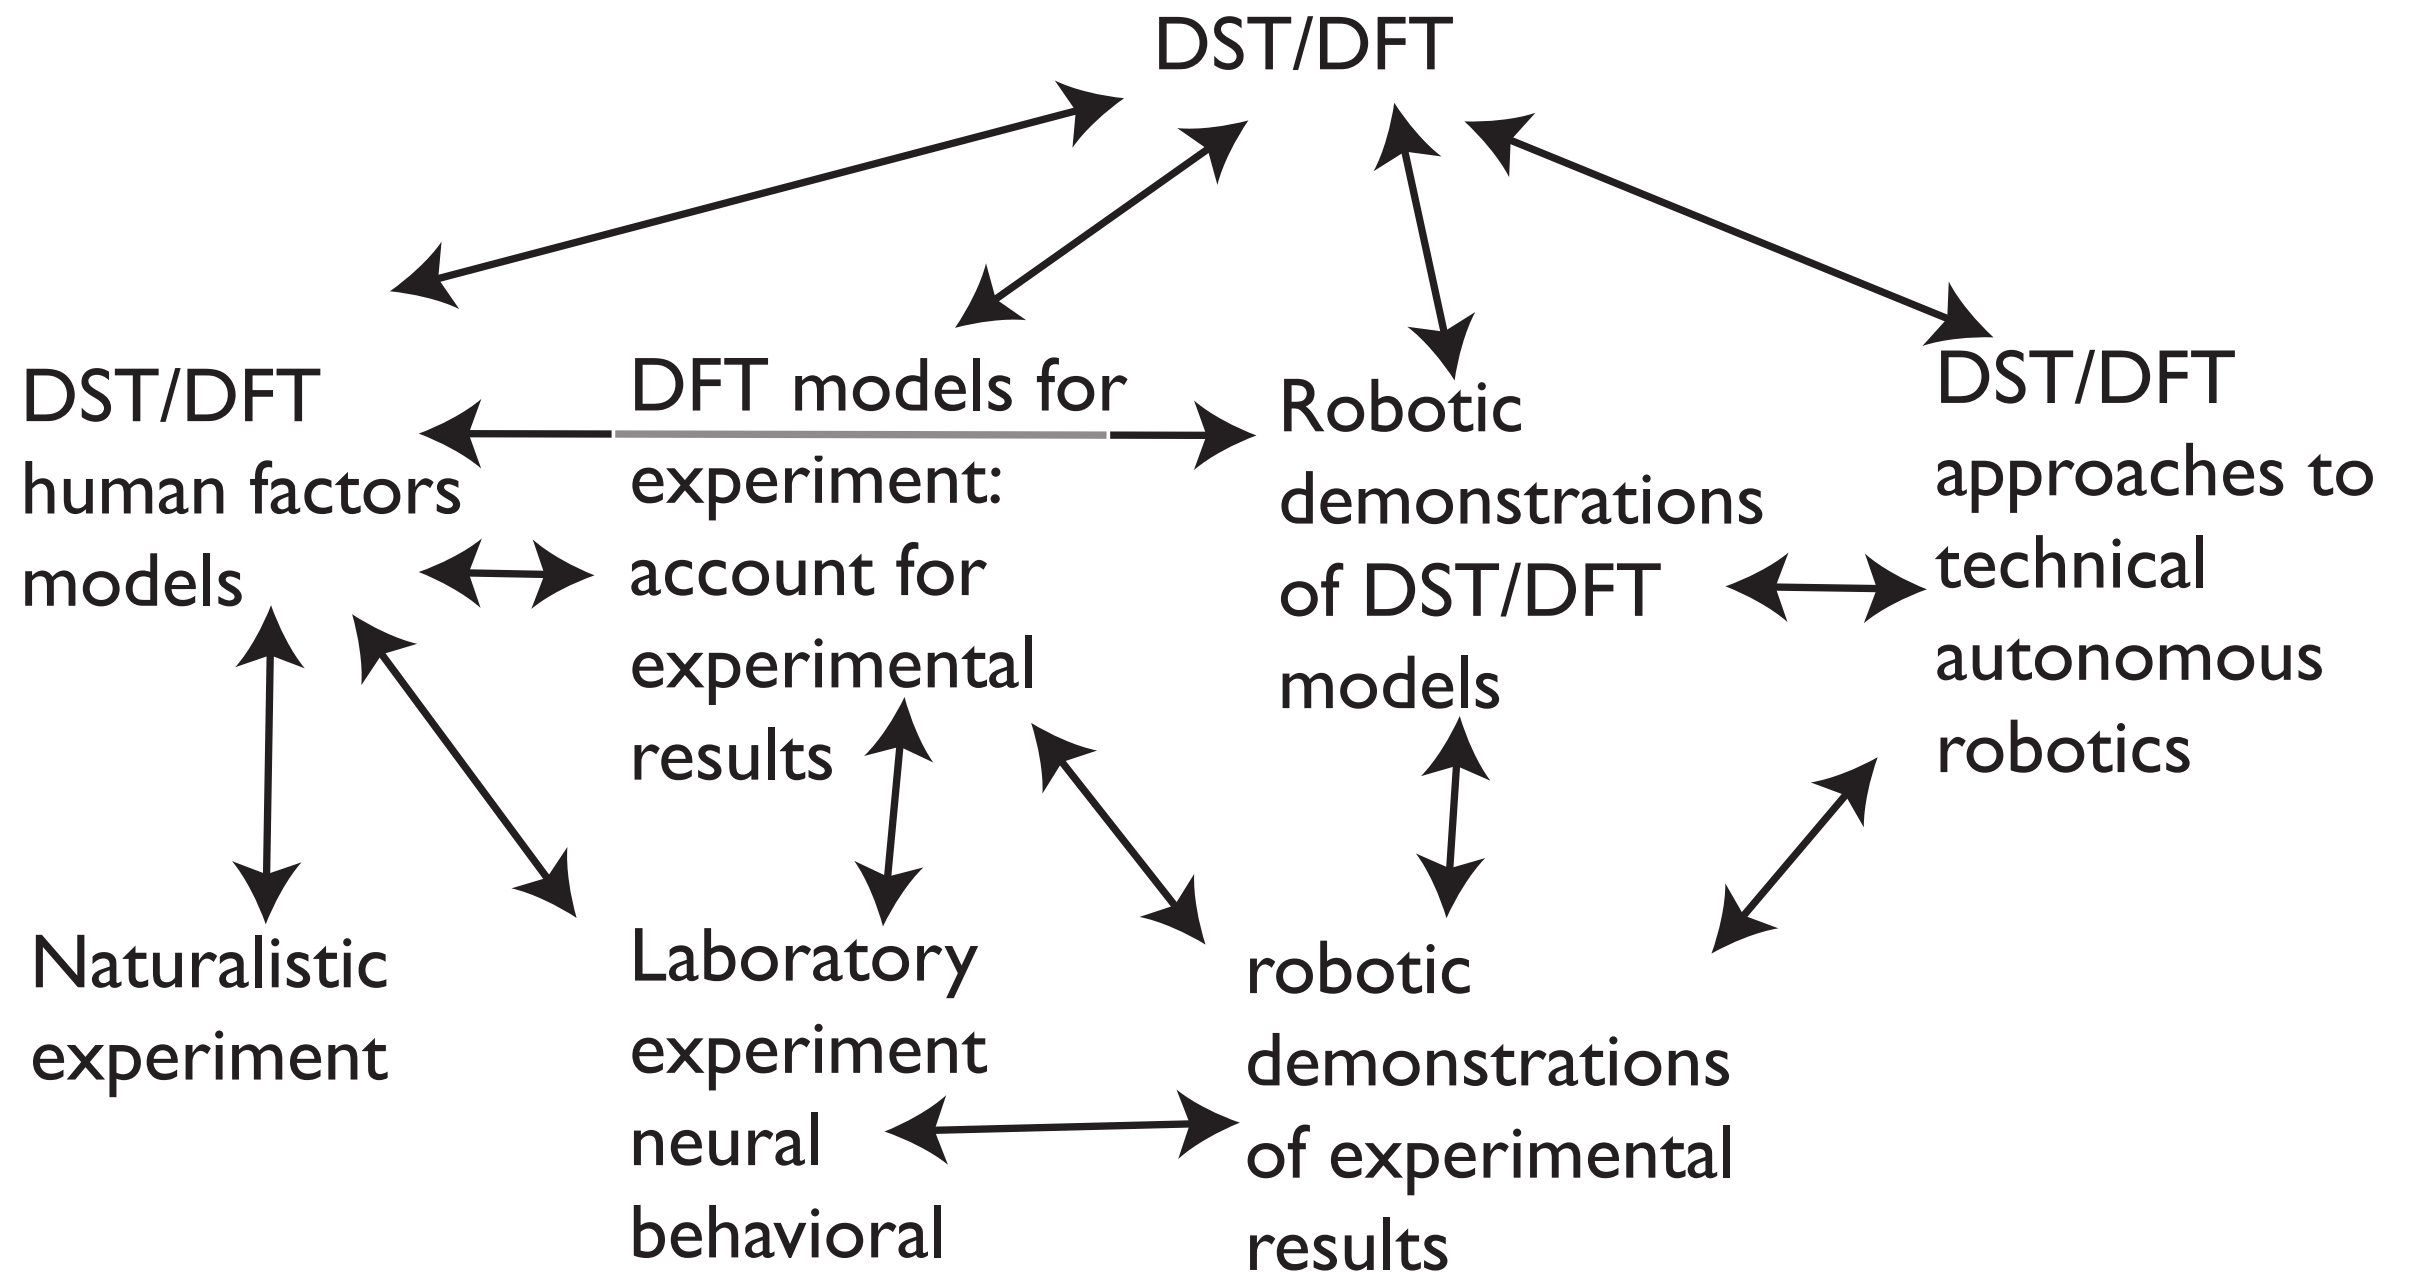 DST/DFT
DST/DFT
human factors
models
DFT models for
experiment:
account for
experimental
results
Robotic
demonstrations
of DST/DFT
models
DST/DFT
approaches to
technical
autonomous
robotics
Naturalistic
experiment
Laboratory
experiment
neural
behavioral
robotic
demonstrations
of experimental
results